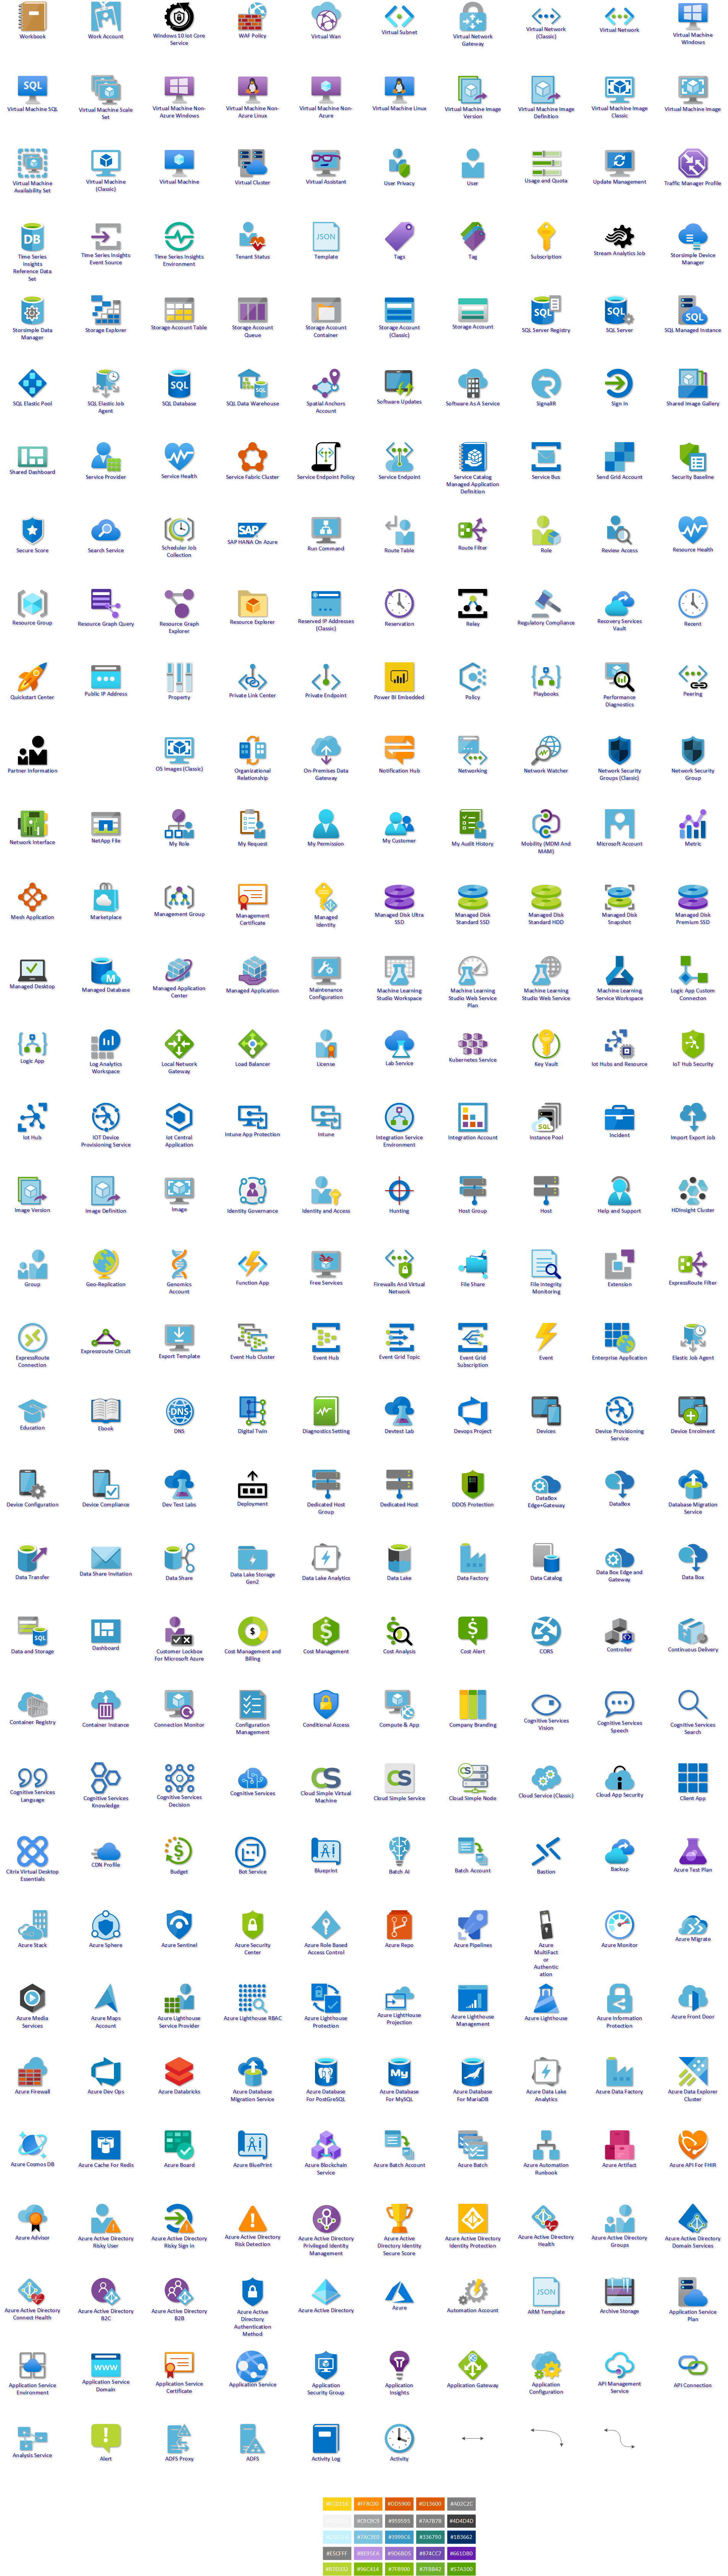 Workbook
Work Account
Windows 10 Iot Core
Service
WAF Policy
Virtual Wan
Virtual Subnet
Virtual Network
Gateway
Virtual Network
(Classic)
Virtual Network
Virtual Machine
Windows
SQL
Virtual Machine SQL
Virtual Machine Scale
Set
Virtual Machine Non-
Azure Windows
Virtual Machine Non-
Azure Linux
Virtual Machine Non-
Azure
Virtual Machine Linux
Virtual Machine Image
Version
Virtual Machine Image
Definition
Virtual Machine Image
Classic
Virtual Machine Image
Virtual Machine
Availability Set
Virtual Machine
(Classic)
Virtual Machine
Virtual Cluster
Virtual Assistant
User Privacy
User
Usage and Quota
Update Management
Traffic Manager Profile
DB
Time Series
Insights
Reference Data
Set
Time Series Insights
Event Source
Time Series Insights
Environment
Tenant Status
JSON
Template
Tags
Tag
Subscription
Stream Analytics Job
Storsimple Device
Manager
Storsimple Data
Manager
Storage Explorer
Storage Account Table
Storage Account
Queue
Storage Account
Container
Storage Account
(Classic)
Storage Account
SQL
SQL Server Registry
SQL
SQL Server
SQL
SQL Managed Instance
SQL Elastic Pool
SQL Elastic Job
Agent
SQL
SQL Database
SQL
SQL Data Warehouse
Spatial Anchors
Account
Software Updates
Software As A Service
SignalR
Sign In
Shared Image Gallery
Shared Dashboard
Service Provider
Service Health
Service Fabric Cluster
Service Endpoint Policy
Service Endpoint
Service Catalog
Managed Application
Definition
Service Bus
Send Grid Account
Security Baseline
Secure Score
Search Service
Scheduler Job
Collection
SAP
SAP HANA On Azure
Run Command
Route Table
Route Filter
Role
Review Access
Resource Health
Resource Group
Resource Graph Query
Resource Graph
Explorer
Resource Explorer
Reserved IP Addresses
(Classic)
Reservation
Relay
Regulatory Compliance
Recovery Services
Vault
Recent
Quickstart Center
Public IP Address
Property
Private Link Center
Private Endpoint
Power BI Embedded
Policy
Playbooks
Performance
Diagnostics
Peering
Partner Information
OS Images (Classic)
Organizational
Relationship
On-Premises Data
Gateway
Notification Hub
Networking
Network Watcher
Network Security
Groups (Classic)
Network Security
Group
Network Interface
NetApp File
My Role
My Request
My Permission
My Customer
My Audit History
Mobility (MDM And
MAM)
Microsoft Account
Metric
Mesh Application
Marketplace
Management Group
Management
Certificate
Managed
Identity
Managed Disk Ultra
SSD
Managed Disk
Standard SSD
Managed Disk
Standard HDD
Managed Disk
Snapshot
Managed Disk
Premium SSD
Managed Desktop
M
Managed Database
Managed Application
Center
Managed Application
Maintenance
Configuration
Machine Learning
Studio Workspace
Machine Learning
Studio Web Service
Plan
Machine Learning
Studio Web Service
Machine Learning
Service Workspace
Logic App Custom
Connecton
Logic App
Log Analytics
Workspace
Local Network
Gateway
Load Balancer
License
Lab Service
Kubernetes Service
Key Vault
Iot Hubs and Resource
IoT Hub Security
Iot Hub
IOT Device
Provisioning Service
Iot Central
Application
Intune App Protection
Intune
Integration Service
Environment
Integration Account
SQL
Instance Pool
Incident
Import Export Job
Image Version
Image Definition
Image
Identity Governance
Identity and Access
Hunting
Host Group
Host
Help and Support
HDInsight Cluster
Group
Geo-Replication
Genomics
Account
Function App
Free Services
Firewalls And Virtual
Network
File Share
File Integrity
Monitoring
Extension
ExpressRoute Filter
ExpressRoute
Connection
Expressroute Circuit
Export Template
Event Hub Cluster
Event Hub
Event Grid Topic
Event Grid
Subscription
Event
Enterprise Application
Elastic Job Agent
Education
Ebook
DNS
DNS
Digital Twin
Diagnostics Setting
Devtest Lab
Devops Project
Devices
Device Provisioning
Service
Device Enrolment
Device Configuration
Device Compliance
Dev Test Labs
Deployment
Dedicated Host
Group
Dedicated Host
DDOS Protection
DataBox
Edge+Gateway
DataBox
Database Migration
Service
Data Transfer
Data Share Invitation
Data Share
Data Lake Storage
Gen2
Data Lake Analytics
Data Lake
Data Factory
Data Catalog
Data Box Edge and
Gateway
Data Box
SQL
Data and Storage
Dashboard
Customer Lockbox
For Microsoft Azure
Cost Management and
Billing
Cost Management
Cost Analysis
Cost Alert
CORS
Controller
Continuous Delivery
Container Registry
Container Instance
Connection Monitor
Configuration
Management
Conditional Access
Compute & App
Company Branding
Cognitive Services
Vision
Cognitive Services
Speech
Cognitive Services
Search
Cognitive Services
Language
Cognitive Services
Knowledge
Cognitive Services
Decision
Cognitive Services
CS
Cloud Simple Virtual
Machine
CS
Cloud Simple Service
CS
Cloud Simple Node
Cloud Service (Classic)
Cloud App Security
Client App
Citrix Virtual Desktop
Essentials
CDN Profile
Budget
Bot Service
Blueprint
Batch AI
Batch Account
Bastion
Backup
Azure Test Plan
Azure Stack
Azure Sphere
Azure Sentinel
Azure Security
Center
Azure Role Based
Access Control
Azure Repo
Azure Pipelines
Azure
MultiFact
or
Authentic
ation
Azure Monitor
Azure Migrate
Azure Media
Services
Azure Maps
Account
Azure Lighthouse
Service Provider
Azure Lighthouse RBAC
Azure Lighthouse
Protection
Azure LightHouse
Projection
Azure Lighthouse
Management
Azure Lighthouse
Azure Information
Protection
Azure Front Door
Azure Firewall
Azure Dev Ops
Azure Databricks
Azure Database
Migration Service
Azure Database
For PostGreSQL
My
Azure Database
For MySQL
Azure Database
For MariaDB
Azure Data Lake
Analytics
Azure Data Factory
Azure Data Explorer
Cluster
Azure Cosmos DB
Azure Cache For Redis
Azure Board
Azure BluePrint
Azure Blockchain
Service
Azure Batch Account
Azure Batch
Azure Automation
Runbook
Azure Artifact
Azure API For FHIR
Azure Advisor
Azure Active Directory
Risky User
Azure Active Directory
Risky Sign in
Azure Active Directory
Risk Detection
Azure Active Directory
Privileged Identity
Management
Azure Active
Directory Identity
Secure Score
Azure Active Directory
Identity Protection
Azure Active Directory
Health
Azure Active Directory
Groups
Azure Active Directory
Domain Services
Azure Active Directory
Connect Health
Azure Active Directory
B2C
Azure Active Directory
B2B
Azure Active
Directory
Authentication
Method
Azure Active Directory
Azure
Automation Account
JSON
ARM Template
Archive Storage
Application Service
Plan
Application Service
Environment
WWW
Application Service
Domain
Application Service
Certificate
Application Service
Application
Security Group
Application
Insights
Application Gateway
Application
Configuration
API Management
Service
API Connection
Analysis Service
Alert
ADFS Proxy
ADFS
Activity Log
Activity
#FF8C00
#DD5900
#D13600
#A02C2C
#959595
#7A7B78
#4D4D4D
#3999C6
#336790
#1B3662
#E5CFFF
#874CC7
#661D80
#B7D332
#96C414
#7FB900
#7FBB42
#57A300